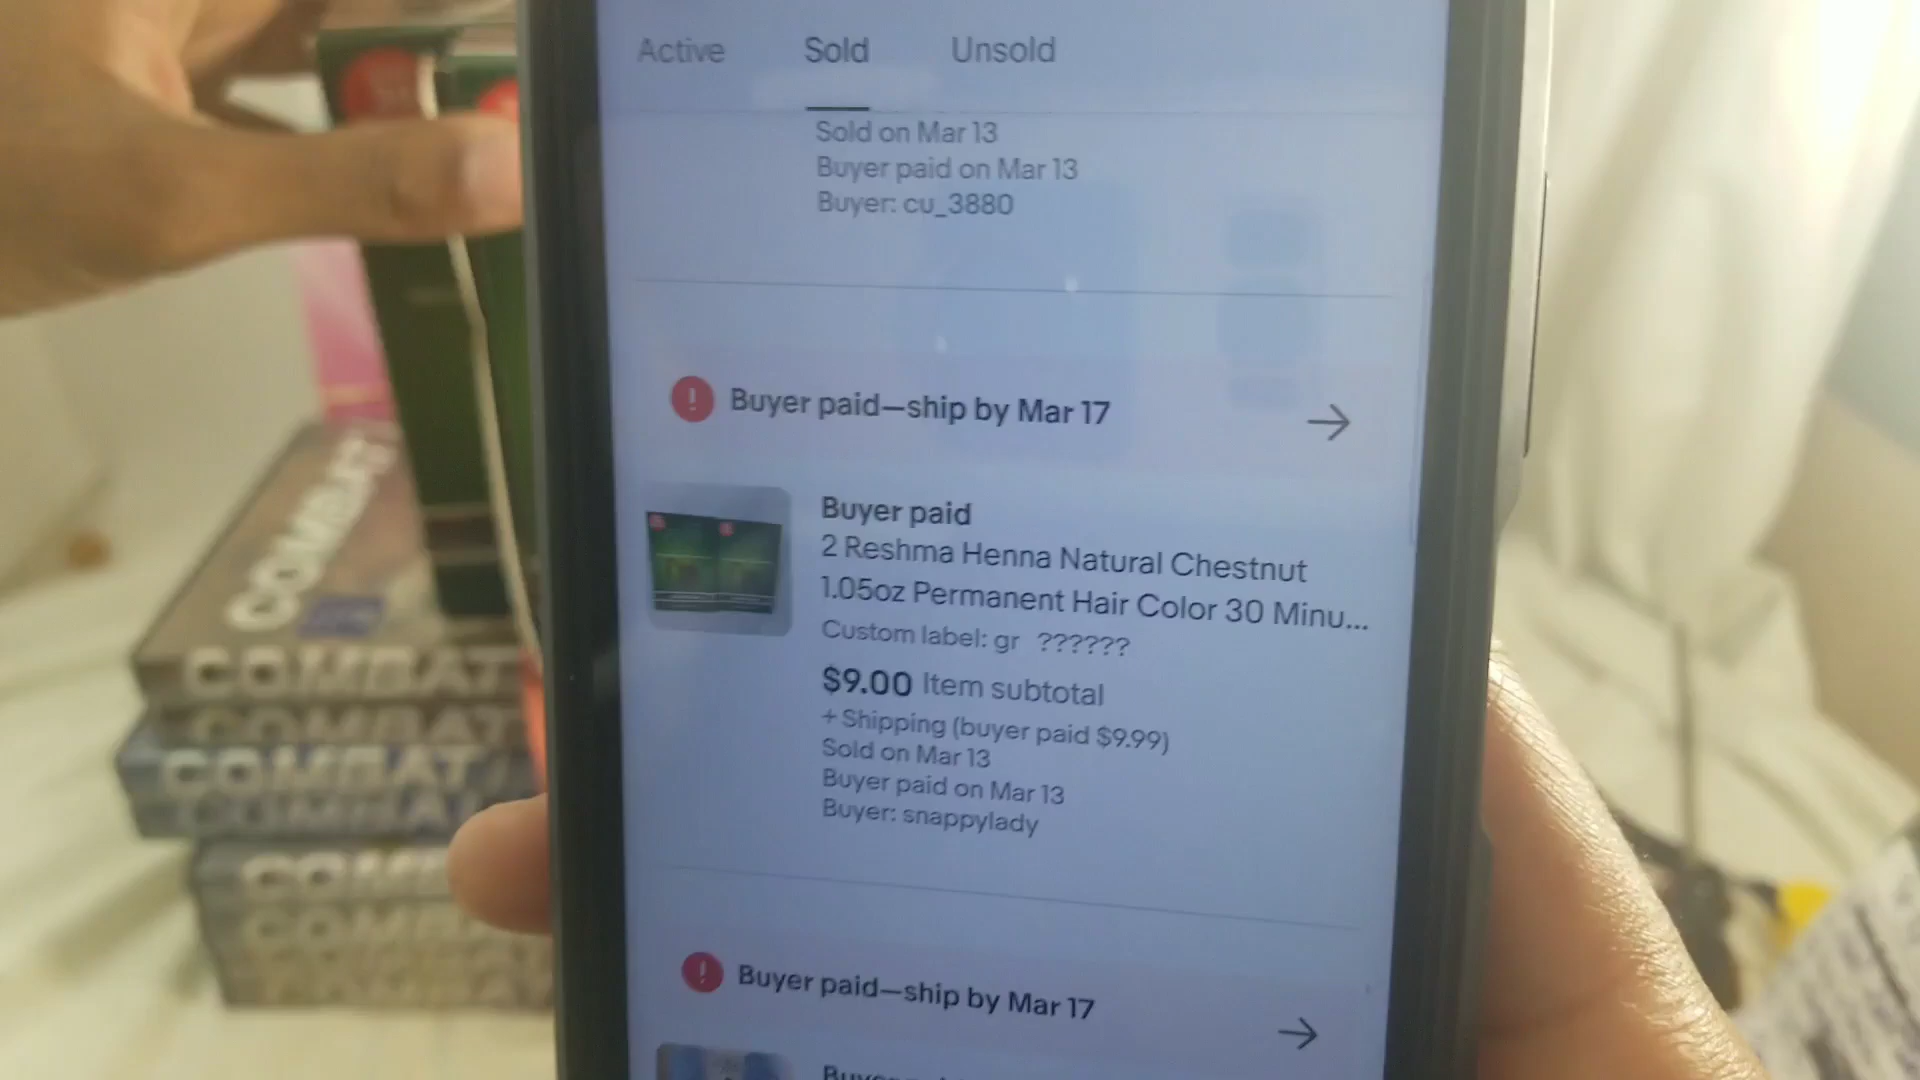 Active Sold Unsold
Sold on Mar 13
Buyer paid on Mar 13
Buyer: cu_3880
Buyer paid—ship by Mar 17
Buyer paid
2 Reshma Henna Natural Chestnut
1.05oz Permanent Hair Color 30 Minu...
Custom label: gr ??????
$9.00 Item subtotal
+ Shipping (buyer paid $9.99)
Sold on Mar 13
Buyer paid on Mar 13
Buyer: snappylady
Buyer paid—ship by Mar 17
COMBAT
COMBAT
COMBAT
COMBAT